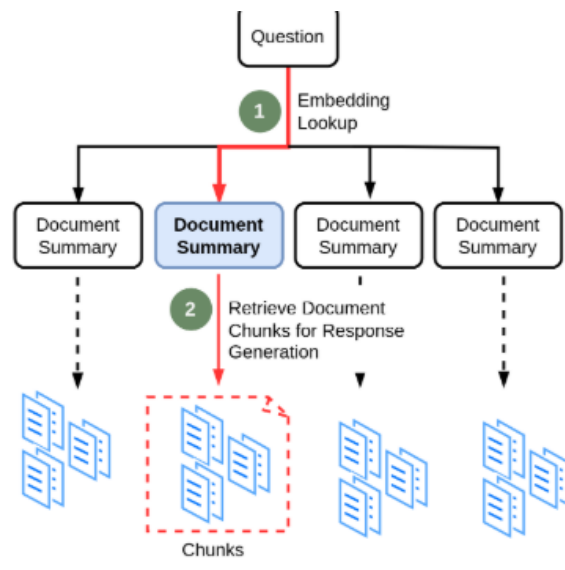 Question
1
Embedding
Lookup
Document
Summary
Document
Summary
Document
Summary
Document
Summary
2
Retrieve Document
Chunks for Response
Generation
Chunks